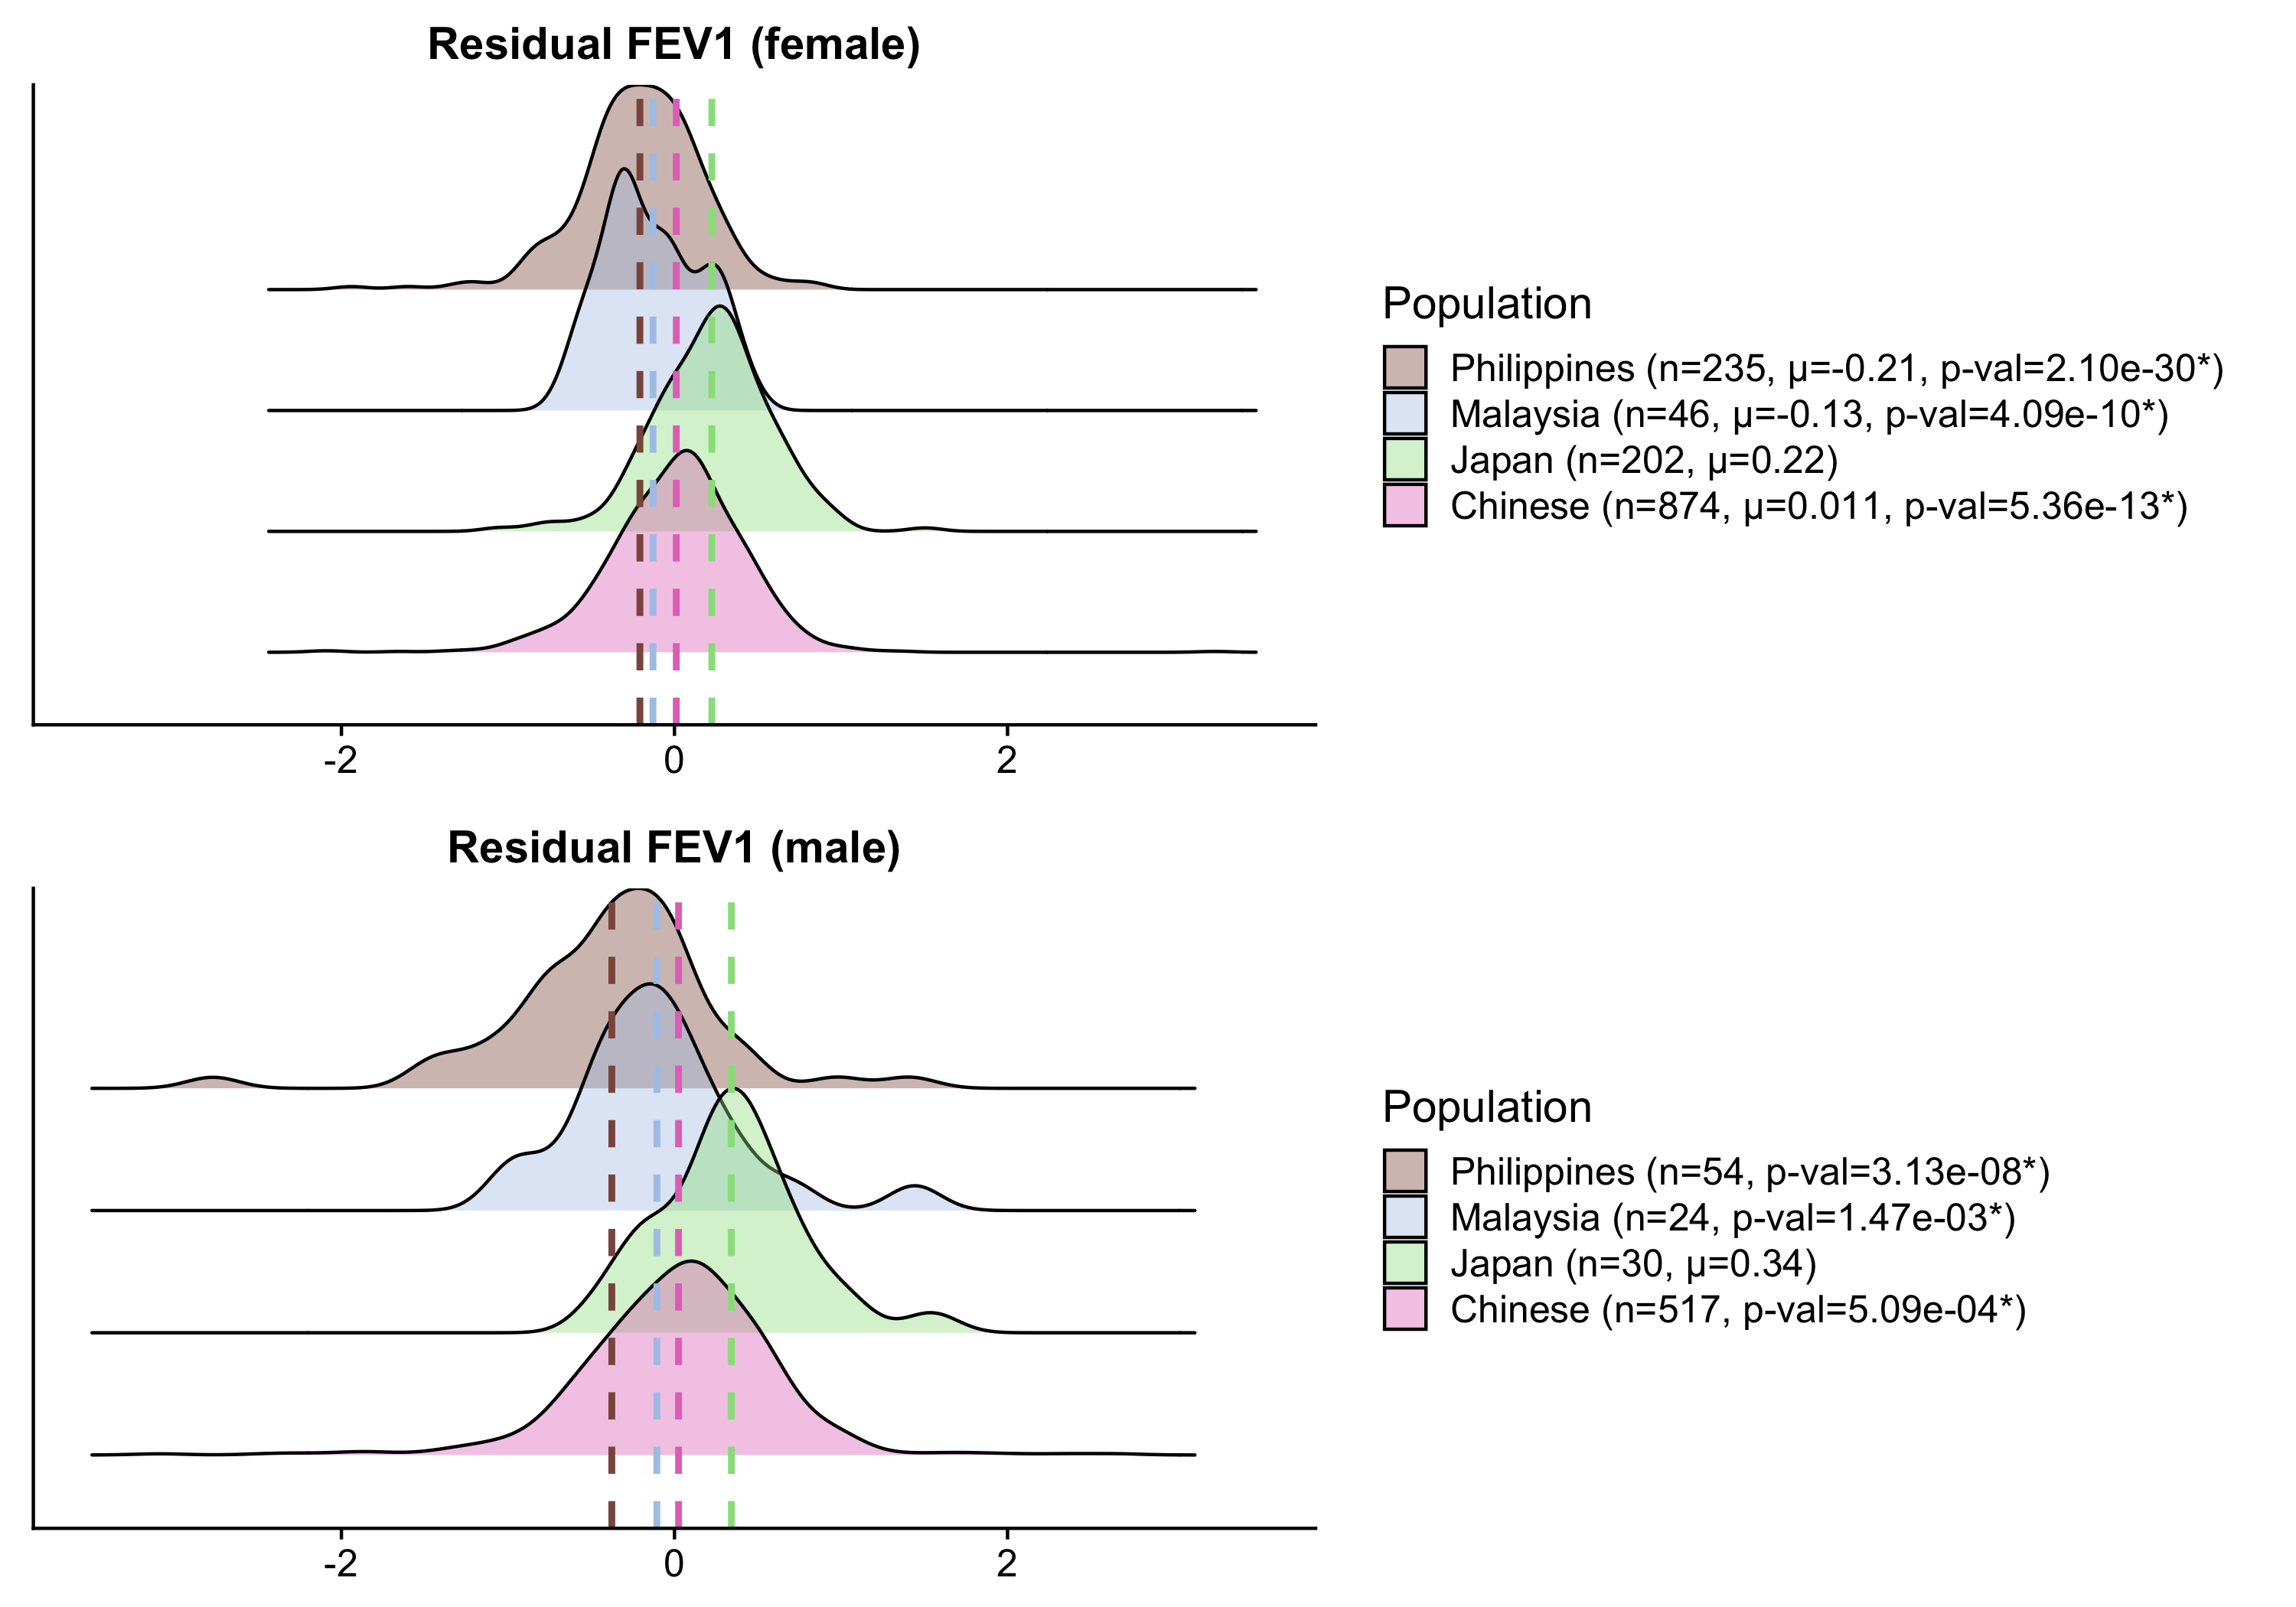 Residual FEV1 (female)
Population
Philippines (n=235, μ=-0.21, p-val=2.10e-30*)
Malaysia (n=46, μ=-0.13, p-val=4.09e-10*)
Japan (n=202, μ=0.22)
Chinese (n=874, μ=0.011, p-val=5.36e-13*)
-2 0 2
Residual FEV1 (male)
Population
Philippines (n=54, p-val=3.13e-08*)
Malaysia (n=24, p-val=1.47e-03*)
Japan (n=30, μ=0.34)
Chinese (n=517, p-val=5.09e-04*)
-2 0 2